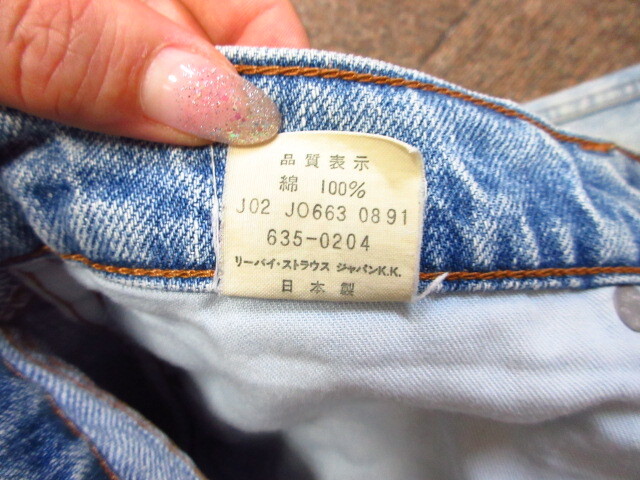 品質表示
綿 100%
J02 JO663 0891
635-0204
リーバイ・ストラウス ジャパンK.K.
日本製